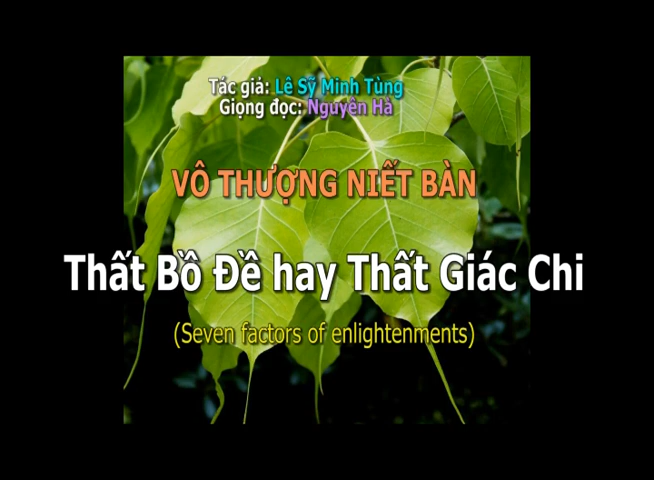 Tác giả: Lê Sỹ Minh Tùng
Giọng đọc: Nguyên Hà
VÔ THƯỢNG NIẾT BÀN
Thất Bồ Đề hay Thất Giác Chi
(Seven factors of enlightenments)